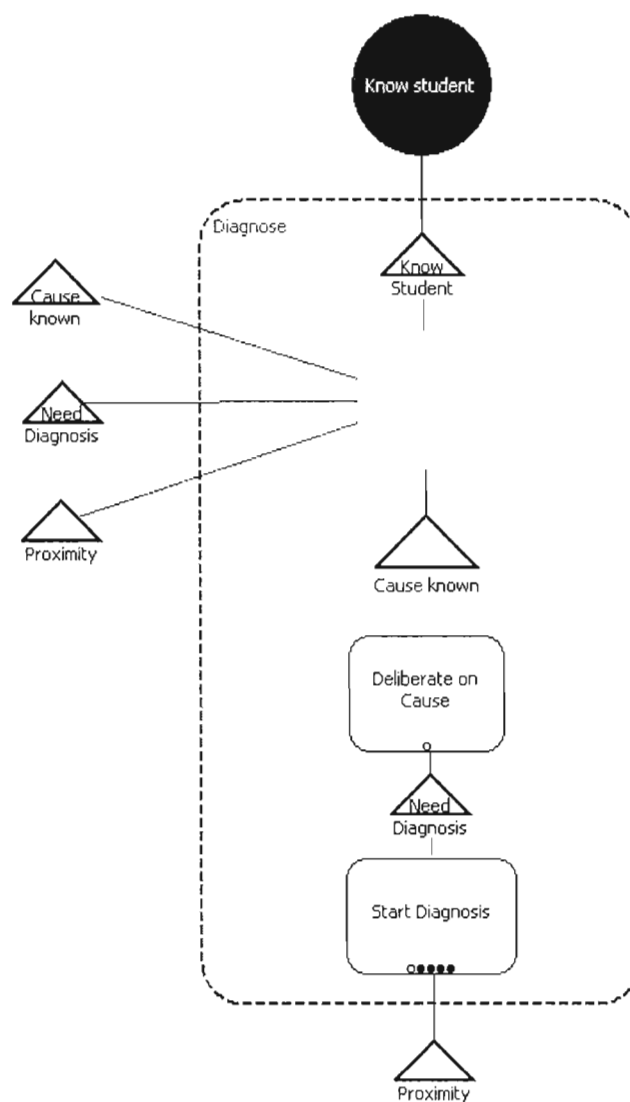 Know student
Diagnose
Know
Student
Cause
known
Need
Diagnosis
Proximity
Cause known
Deliberate on
Cause
Need
Diagnosis
Start Diagnosis
Proximity